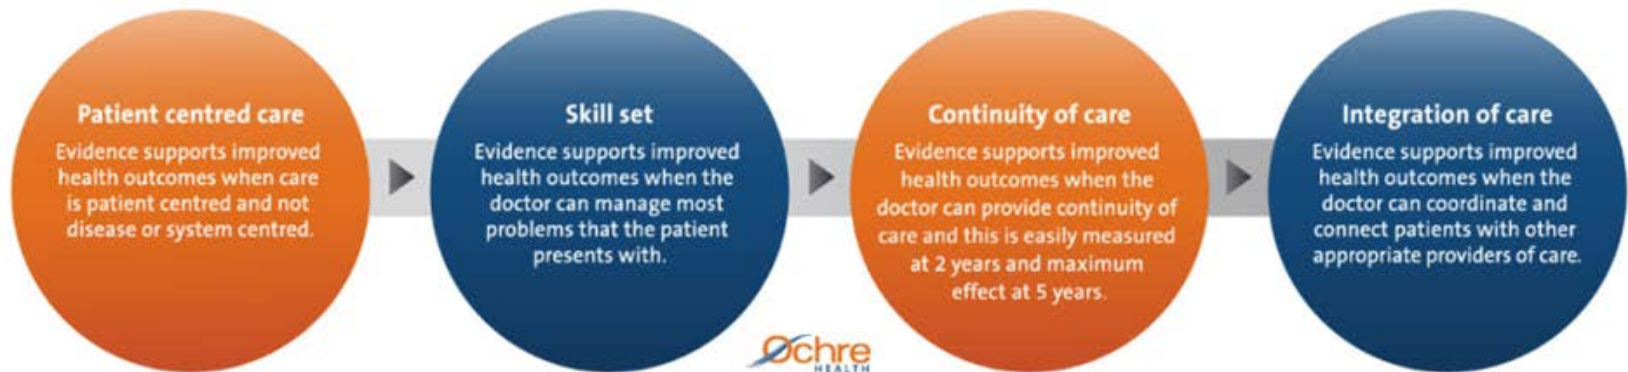 Patient centred care
Evidence supports improved
health outcomes when care
is patient centred and not
disease or system centred.
Skill set
Evidence supports improved
health outcomes when the
doctor can manage most
problems that the patient
presents with.
Continuity of care
Evidence supports improved
health outcomes when the
doctor can provide continuity of
care and this is easily measured
at 2 years and maximum
effect at 5 years.
Integration of care
Evidence supports improved
health outcomes when the
doctor can coordinate and
connect patients with other
appropriate providers of care.
Ochre
HEALTH